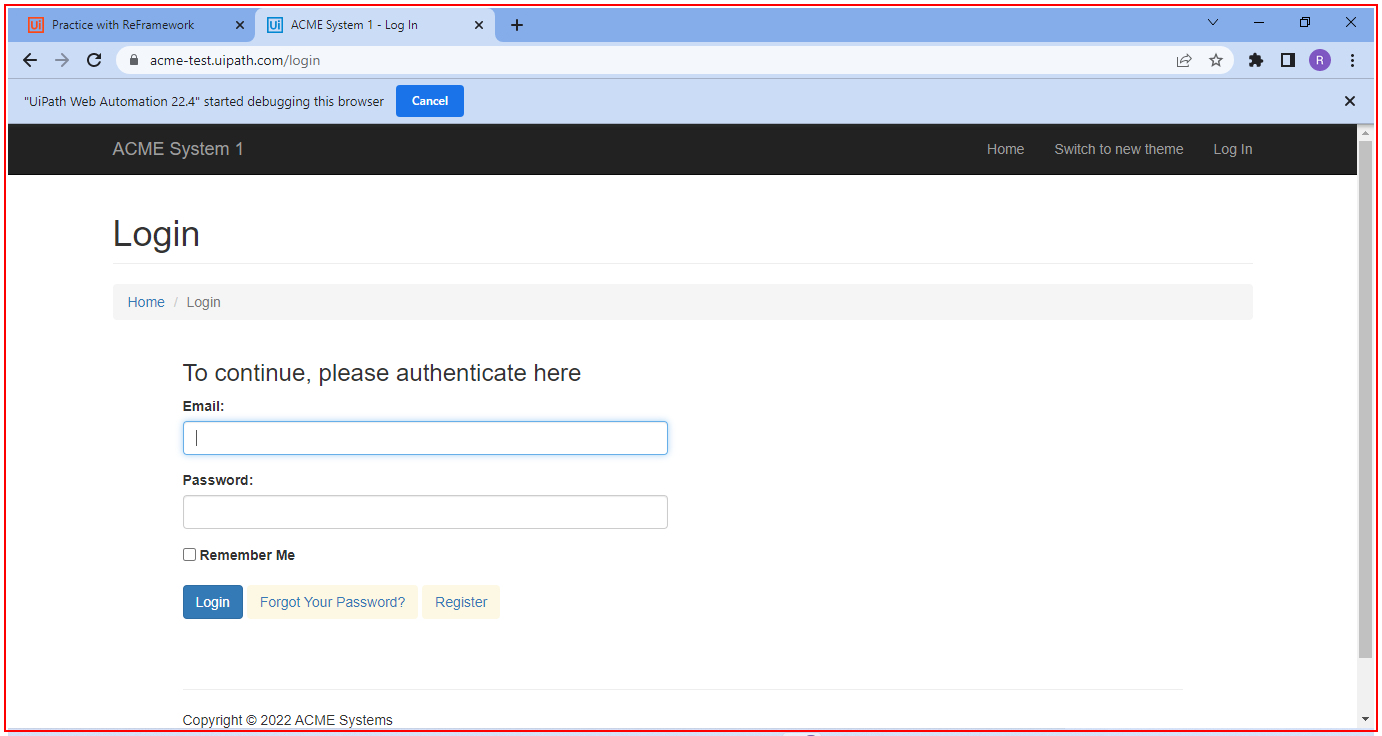 Ui Practice with ReFramework
Ui ACME System 1 - Log In
acme-test.uipath.com/login
R
"UiPath Web Automation 22.4" started debugging this browser Cancel
ACME System 1 Home Switch to new theme Log In
Login
Home / Login
To continue, please authenticate here
Email:
Password:
Remember Me
Login Forgot Your Password? Register
Copyright © 2022 ACME Systems